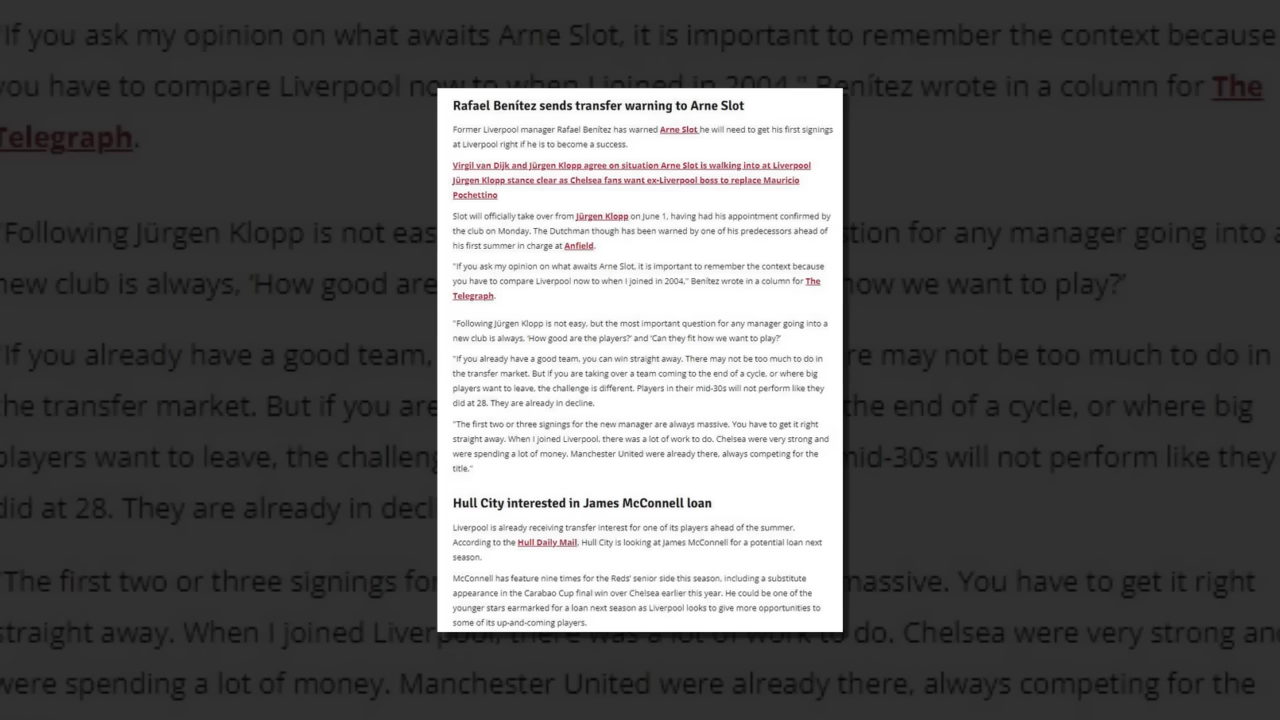 Rafael Benítez sends transfer warning to Arne Slot
Former Liverpool manager Rafael Benítez has warned Arne Slot he will need to get his first signings
at Liverpool right if he is to become a success.
Virgil van Dijk and Jürgen Klopp agree on situation Arne Slot is walking into at Liverpool
Jürgen Klopp stance clear as Chelsea fans want ex-Liverpool boss to replace Mauricio
Pochettino
Slot will officially take over from Jürgen Klopp on June 1, having had his appointment confirmed by
the club on Monday. The Dutchman though has been warned by one of his predecessors ahead of
his first summer in charge at Anfield.
"If you ask my opinion on what awaits Arne Slot, it is important to remember the context because
you have to compare Liverpool now to when I joined in 2004," Benítez wrote in a column for The
Telegraph.
"Following Jürgen Klopp is not easy, but the most important question for any manager going into a
new club is always, 'How good are the players?' and 'Can they fit how we want to play?'
"If you already have a good team, you can win straight away. There may not be too much to do in
the transfer market. But if you are taking over a team coming to the end of a cycle, or where big
players want to leave, the challenge is different. Players in their mid-30s will not perform like they
did at 28. They are already in decline.
"The first two or three signings for the new manager are always massive. You have to get it right
straight away. When I joined Liverpool, there was a lot of work to do. Chelsea were very strong and
were spending a lot of money. Manchester United were already there, always competing for the
title."
Hull City interested in James McConnell loan
Liverpool is already receiving transfer interest for one of its players ahead of the summer.
According to the Hull Daily Mail, Hull City is looking at James McConnell for a potential loan next
season.
McConnell has feature nine times for the Reds' senior side this season, including a substitute
appearance in the Carabao Cup final win over Chelsea earlier this year. He could be one of the
younger stars earmarked for a loan next season as Liverpool looks to give more opportunities to
some of its up-and-coming players.